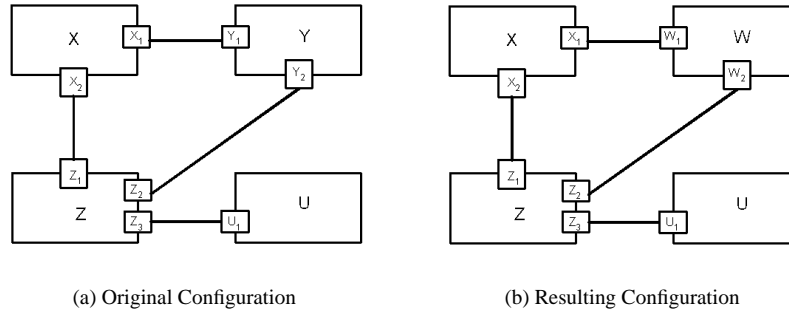 X
X₁
Y₁
Y
X₂
Y₂
Z₁
Z₂
Z
Z₃
U₁
U
(a) Original Configuration
X
X₁
W₁
W
X₂
W₂
Z₁
Z₂
Z
Z₃
U₁
U
(b) Resulting Configuration